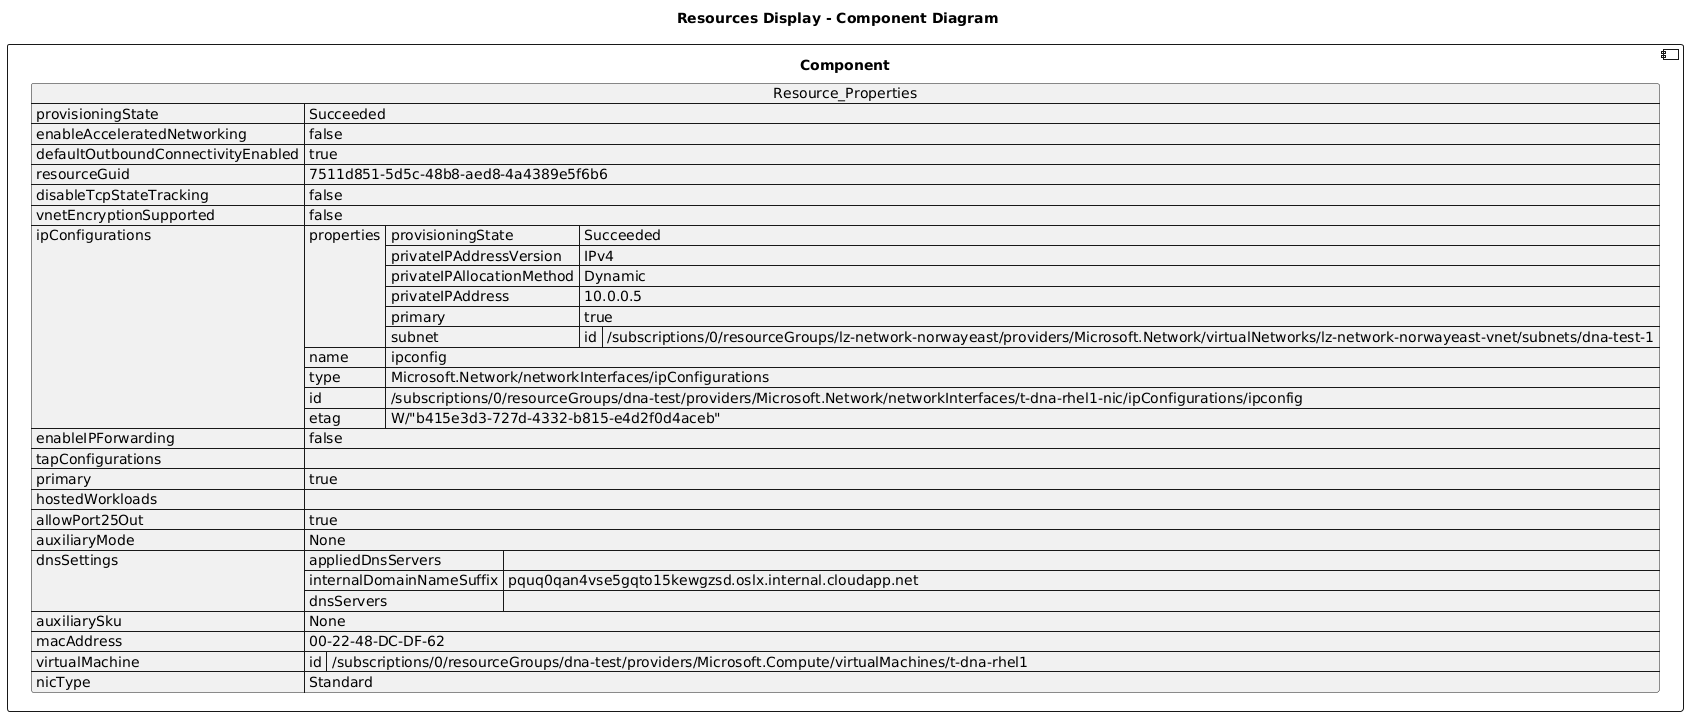 Resources Display - Component Diagram
Component
Resource_Properties
provisioningState Succeeded
enableAcceleratedNetworking false
defaultOutboundConnectivityEnabled true
resourceGuid 7511d851-5d5c-48b8-aed8-4a4389e5f6b6
disableTcpStateTracking false
vnetEncryptionSupported false
ipConfigurations properties provisioningState Succeeded
privateIPAddressVersion IPv4
privateIPAllocationMethod Dynamic
privateIPAddress 10.0.0.5
primary true
subnet id /subscriptions/0/resourceGroups/lz-network-norwayeast/providers/Microsoft.Network/virtualNetworks/lz-network-norwayeast-vnet/subnets/dna-test-1
name ipconfig
type Microsoft.Network/networkInterfaces/ipConfigurations
id /subscriptions/0/resourceGroups/dna-test/providers/Microsoft.Network/networkInterfaces/t-dna-rhel1-nic/ipConfigurations/ipconfig
etag W/"b415e3d3-727d-4332-b815-e4d2f0d4aceb"
enableIPForwarding false
tapConfigurations
primary true
hostedWorkloads
allowPort25Out true
auxiliaryMode None
dnsSettings appliedDnsServers
internalDomainNameSuffix pquq0qan4vse5gqto15kewgzsd.oslx.internal.cloudapp.net
dnsServers
auxiliarySku None
macAddress 00-22-48-DC-DF-62
virtualMachine id /subscriptions/0/resourceGroups/dna-test/providers/Microsoft.Compute/virtualMachines/t-dna-rhel1
nicType Standard